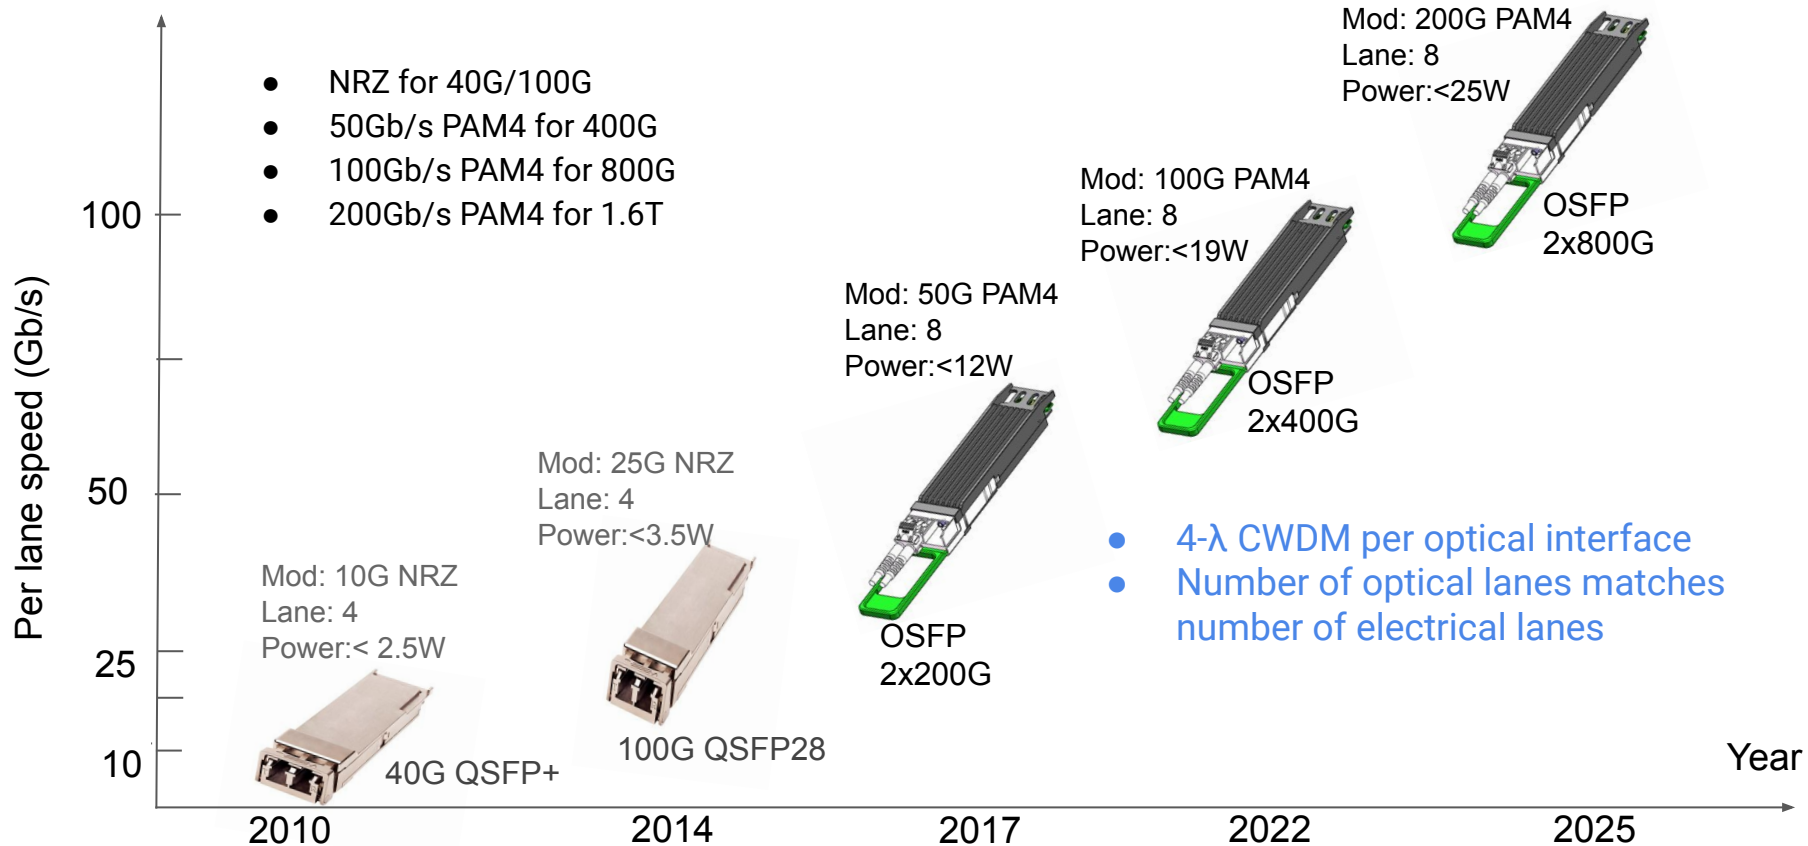 ● NRZ for 40G/100G
● 50Gb/s PAM4 for 400G
● 100Gb/s PAM4 for 800G
● 200Gb/s PAM4 for 1.6T
Mod: 200G PAM4
Lane: 8
Power:<25W
OSFP
2x800G
Mod: 100G PAM4
Lane: 8
Power:<19W
OSFP
2x400G
Mod: 50G PAM4
Lane: 8
Power:<12W
OSFP
2x200G
Mod: 25G NRZ
Lane: 4
Power:<3.5W
100G QSFP28
Mod: 10G NRZ
Lane: 4
Power:< 2.5W
40G QSFP+
● 4-λ CWDM per optical interface
● Number of optical lanes matches
number of electrical lanes
Per lane speed (Gb/s)
100
50
25
10
Year
2010
2014
2017
2022
2025